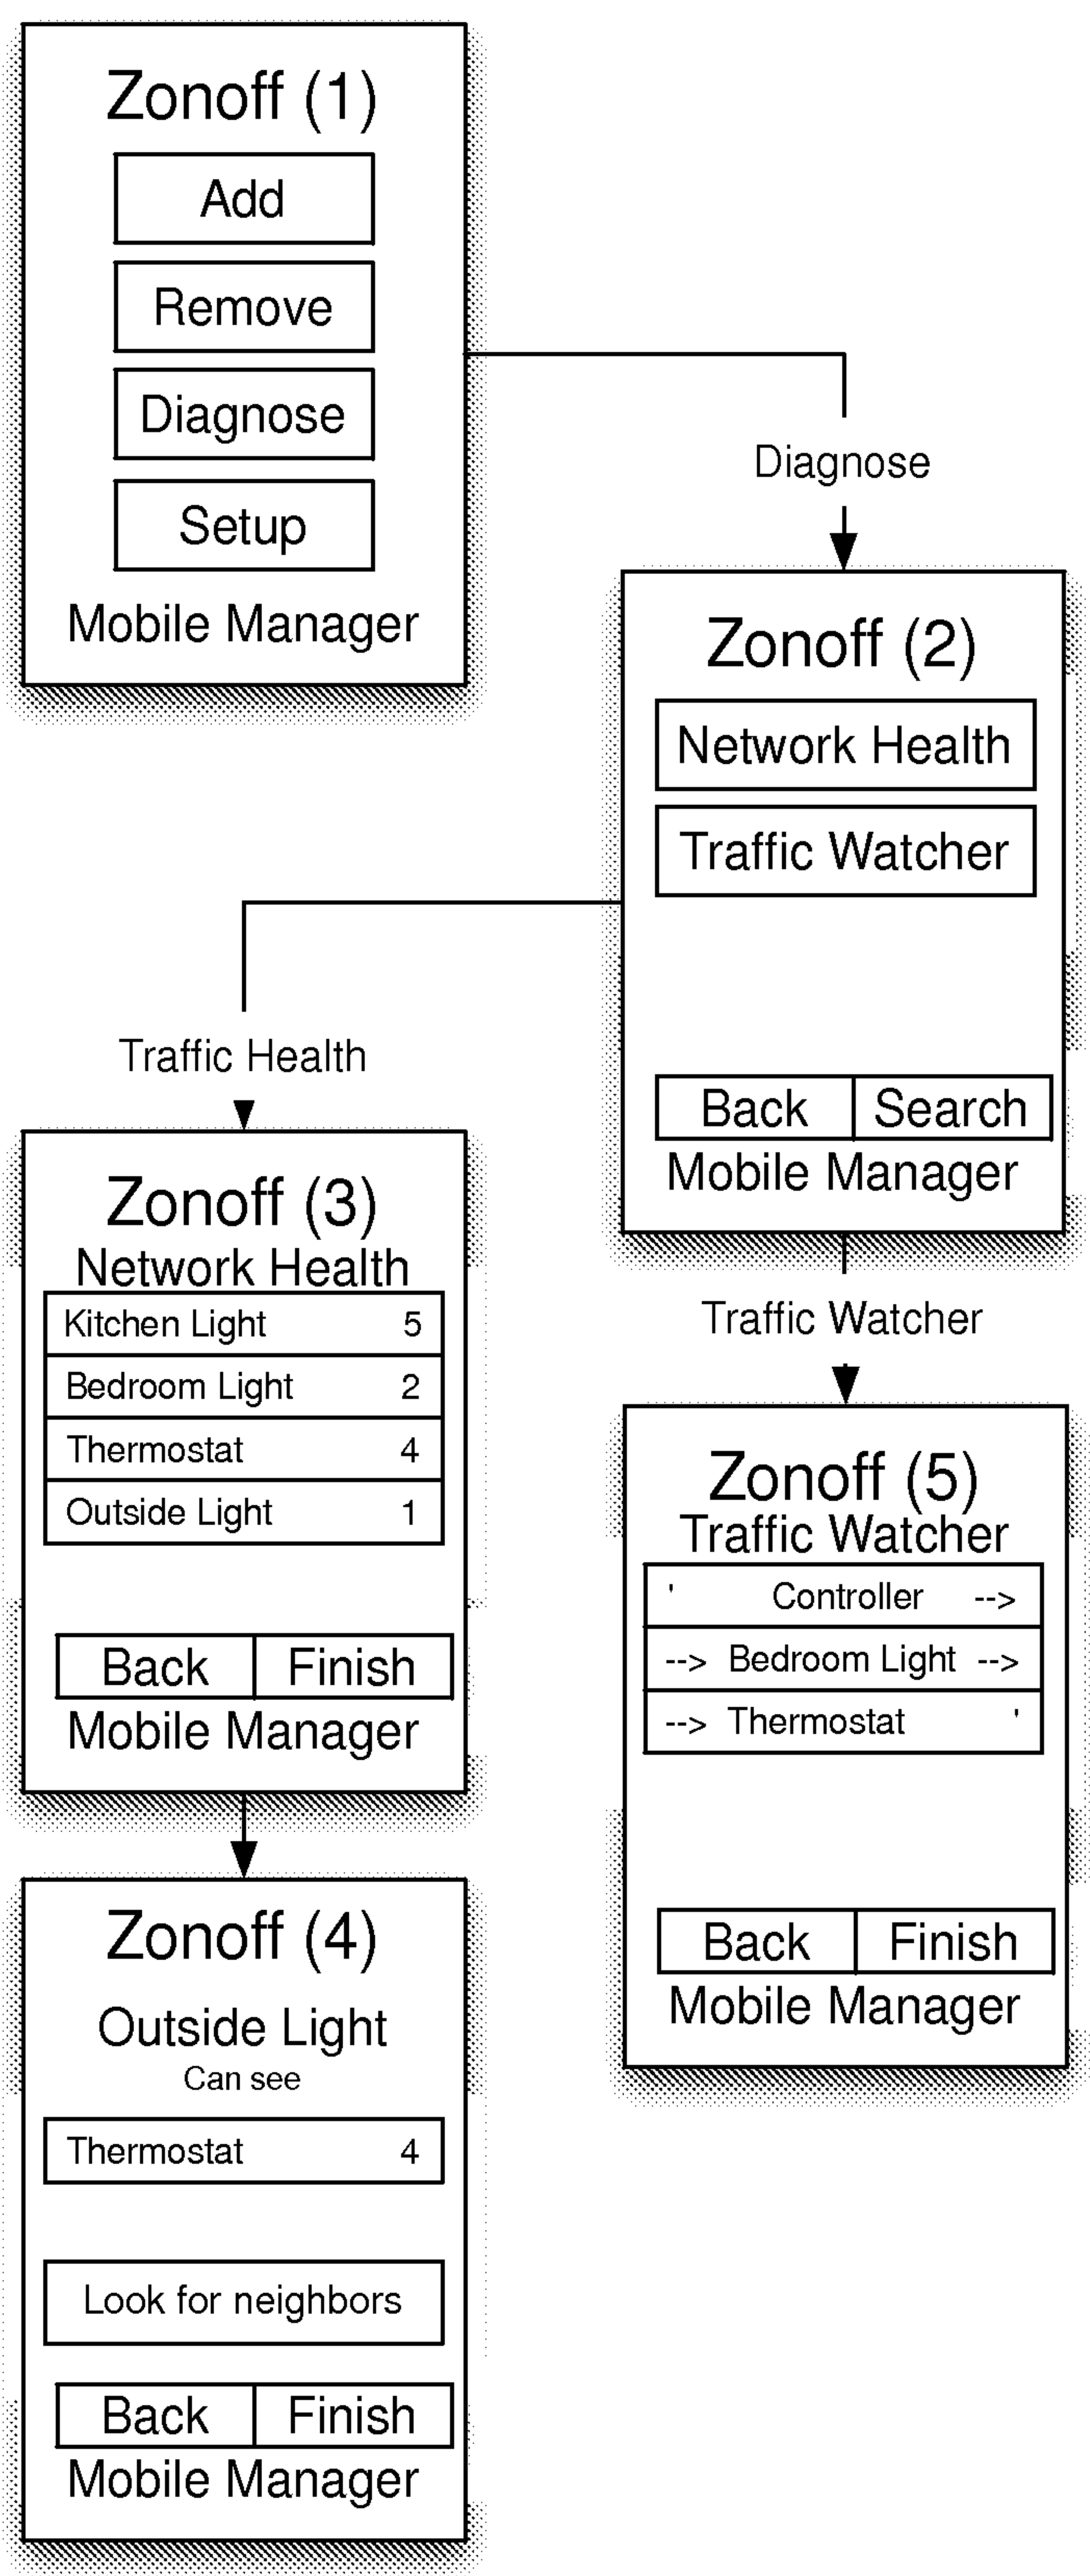 Zonoff (1)
Add
Remove
Diagnose
Setup
Mobile Manager
Diagnose
Zonoff (2)
Network Health
Traffic Watcher
Back Search
Mobile Manager
Traffic Health
Zonoff (3)
Network Health
Kitchen Light 5
Bedroom Light 2
Thermostat 4
Outside Light 1
Back Finish
Mobile Manager
Zonoff (4)
Outside Light
Can see
Thermostat 4
Look for neighbors
Back Finish
Mobile Manager
Traffic Watcher
Zonoff (5)
Traffic Watcher
' Controller -->
--> Bedroom Light -->
--> Thermostat '
Back Finish
Mobile Manager